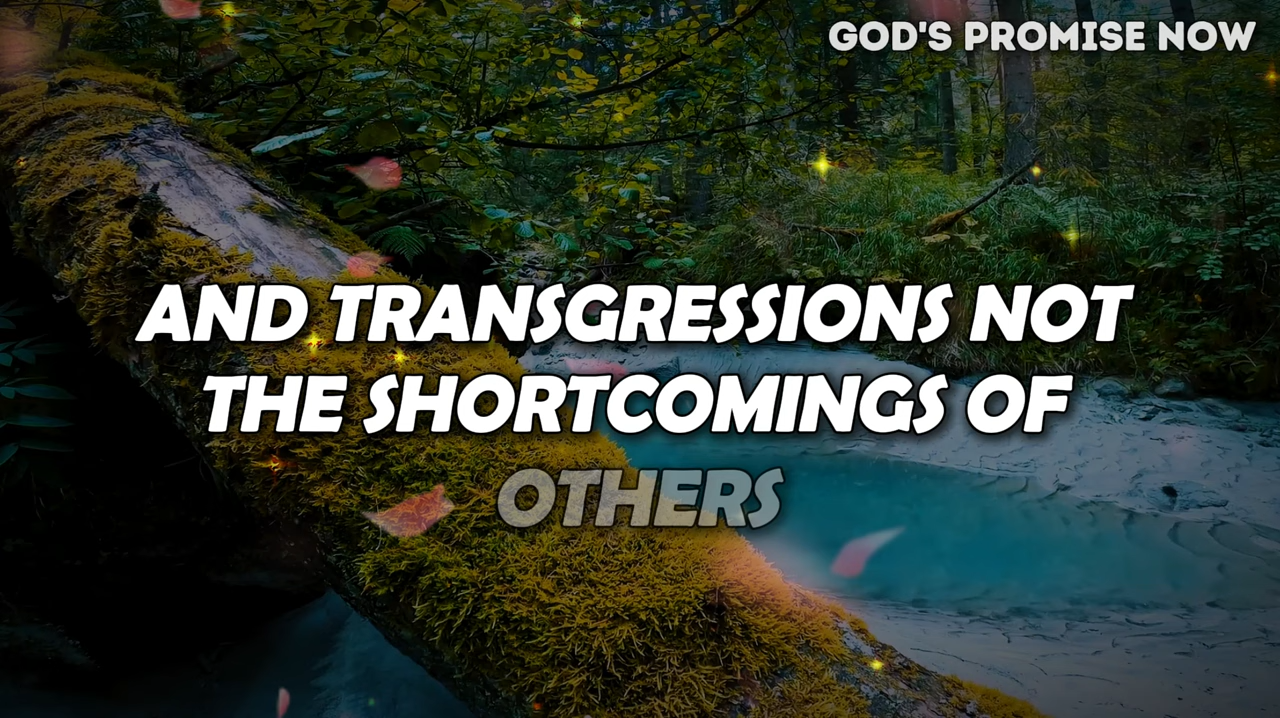 GOD'S PROMISE NOW
AND TRANSGRESSIONS NOT
THE SHORTCOMINGS OF
OTHERS